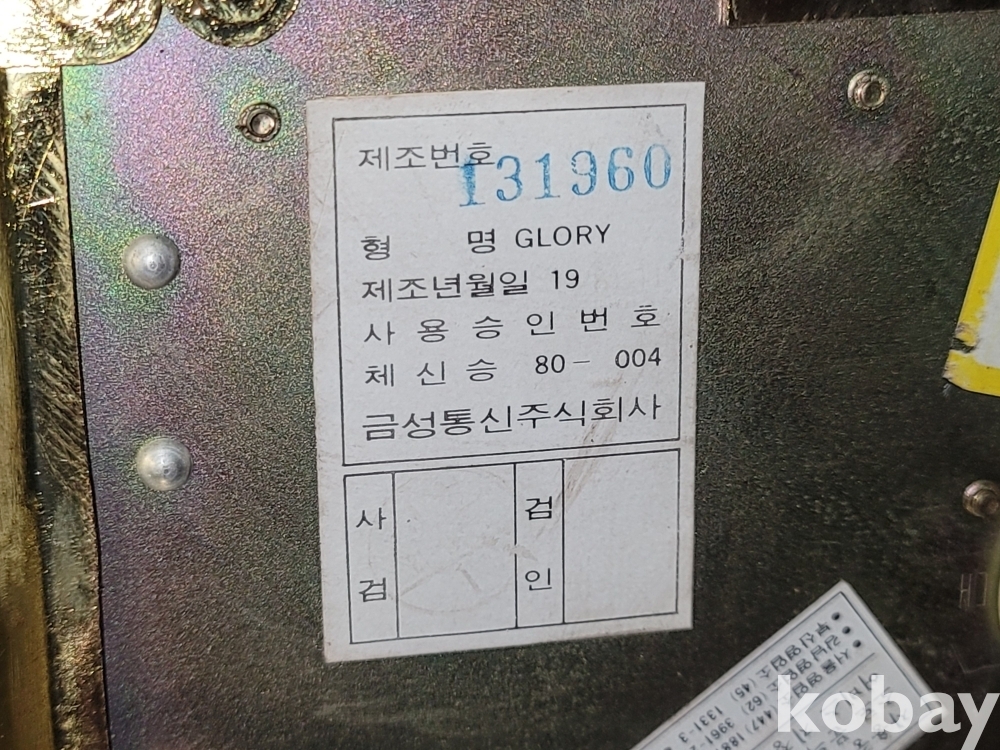 제조번호 131960
형 명 GLORY
제조년월일 19
사용승인번호
체신승 80- 004
금성통신주식회사
사검
검인
kobay